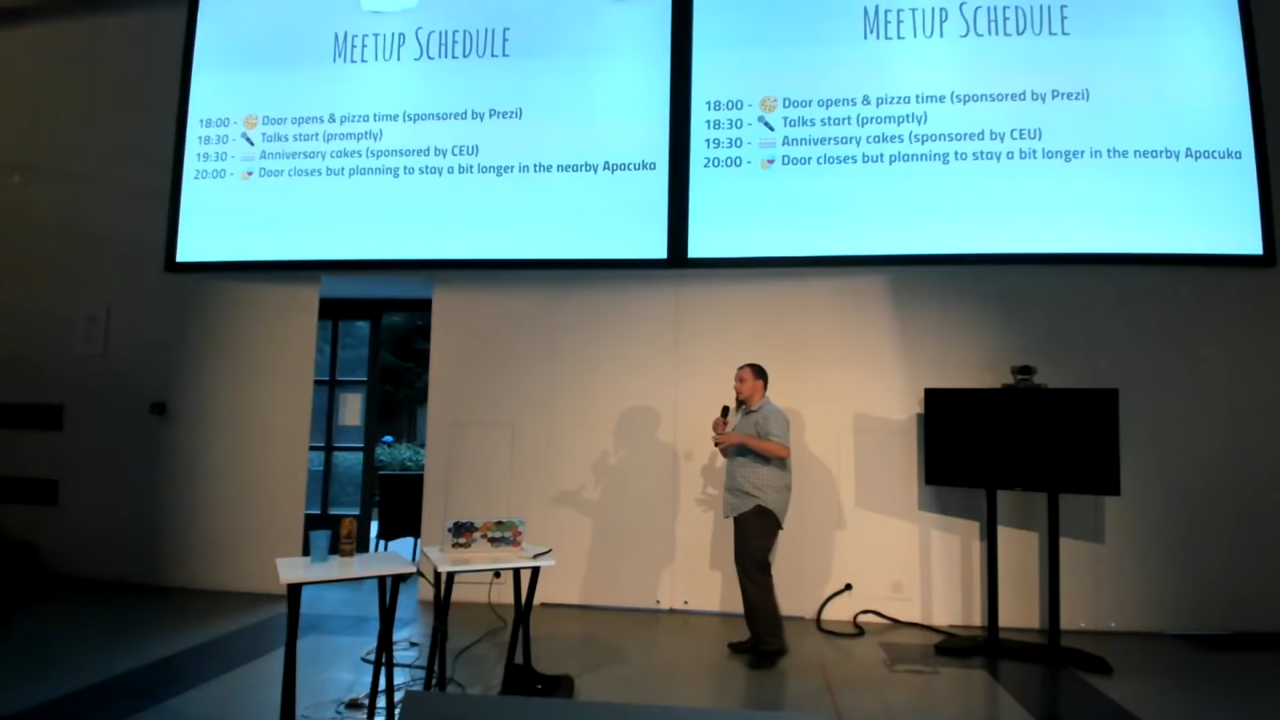 Meetup Schedule
18:00 - 🍕 Door opens & pizza time (sponsored by Prezi)
18:30 - 🎤 Talks start (promptly)
19:30 - 🍰 Anniversary cakes (sponsored by CEU)
20:00 - 🍹 Door closes but planning to stay a bit longer in the nearby Apacuka
Meetup Schedule
18:00 - 🍕 Door opens & pizza time (sponsored by Prezi)
18:30 - 🎤 Talks start (promptly)
19:30 - 🍰 Anniversary cakes (sponsored by CEU)
20:00 - 🍹 Door closes but planning to stay a bit longer in the nearby Apacuka